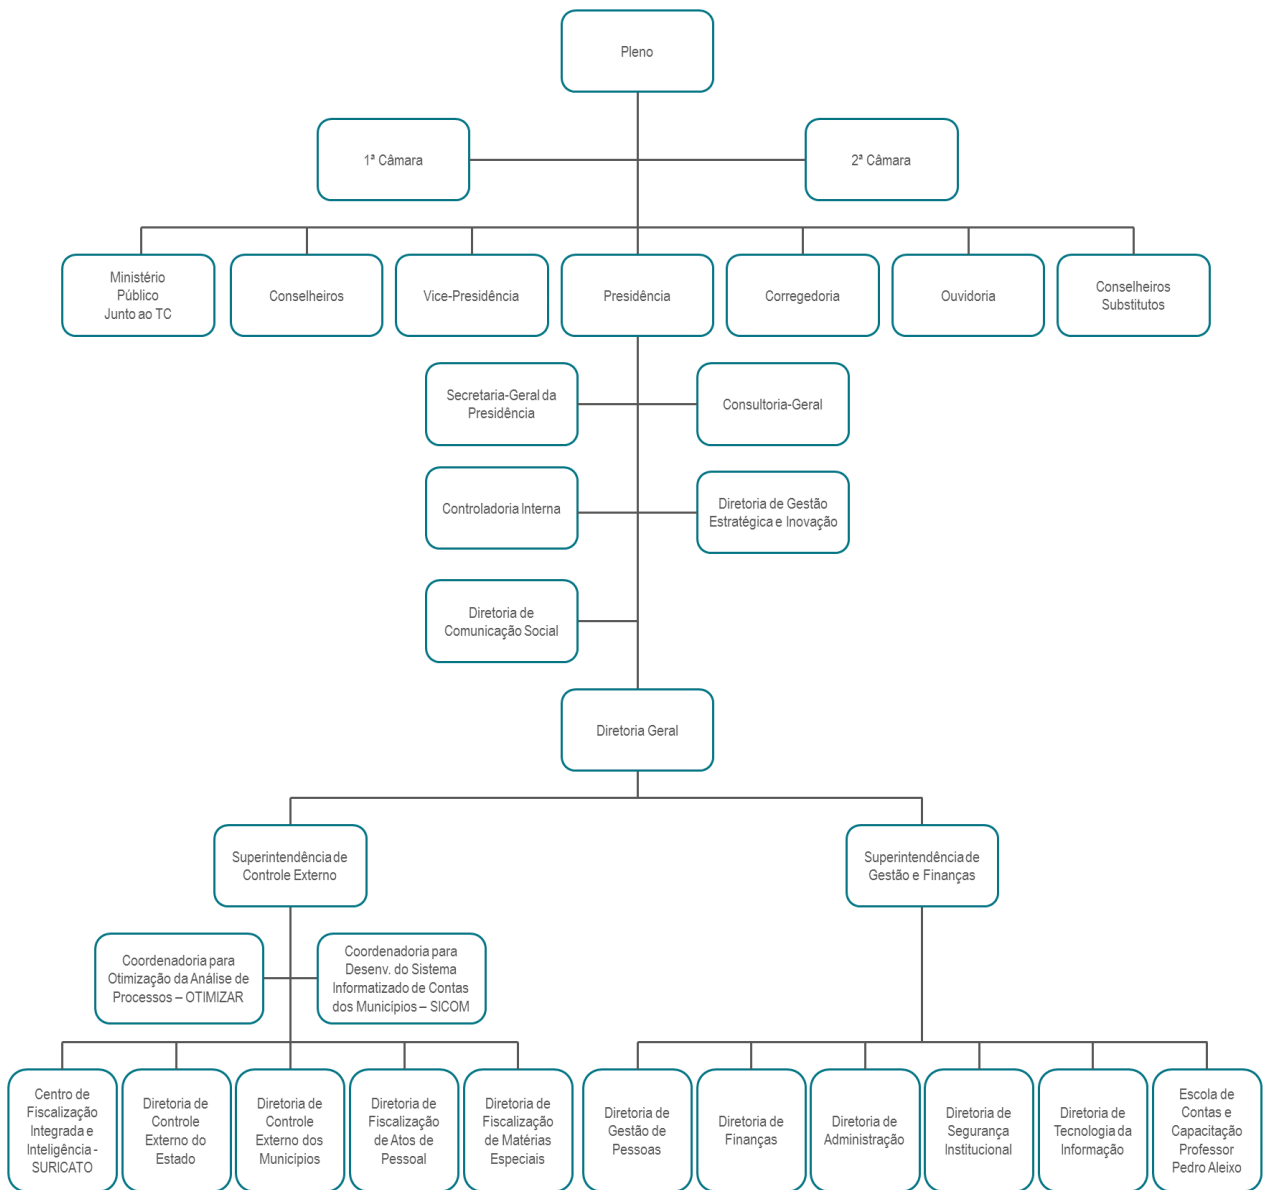 Pleno
1ª Câmara
2ª Câmara
Ministério
Público
Junto ao TC
Conselheiros
Vice-Presidência
Presidência
Corregedoria
Ouvidoria
Conselheiros
Substitutos
Secretaria-Geral da
Presidência
Consultoria-Geral
Controladoria Interna
Diretoria de Gestão
Estratégica e Inovação
Diretoria de
Comunicação Social
Diretoria Geral
Superintendência de
Controle Externo
Superintendência de
Gestão e Finanças
Coordenadoria para
Otimização da Análise de
Processos – OTIMIZAR
Coordenadoria para
Desenv. do Sistema
Informatizado de Contas
dos Municípios – SICOM
Centro de
Fiscalização
Integrada e
Inteligência -
SURICATO
Diretoria de
Controle
Externo do
Estado
Diretoria de
Controle
Externo dos
Municípios
Diretoria de
Fiscalização
de Atos de
Pessoal
Diretoria de
Fiscalização
de Matérias
Especiais
Diretoria de
Gestão de
Pessoas
Diretoria de
Finanças
Diretoria de
Administração
Diretoria de
Segurança
Institucional
Diretoria de
Tecnologia da
Informação
Escola de
Contas e
Capacitação
Professor
Pedro Aleixo